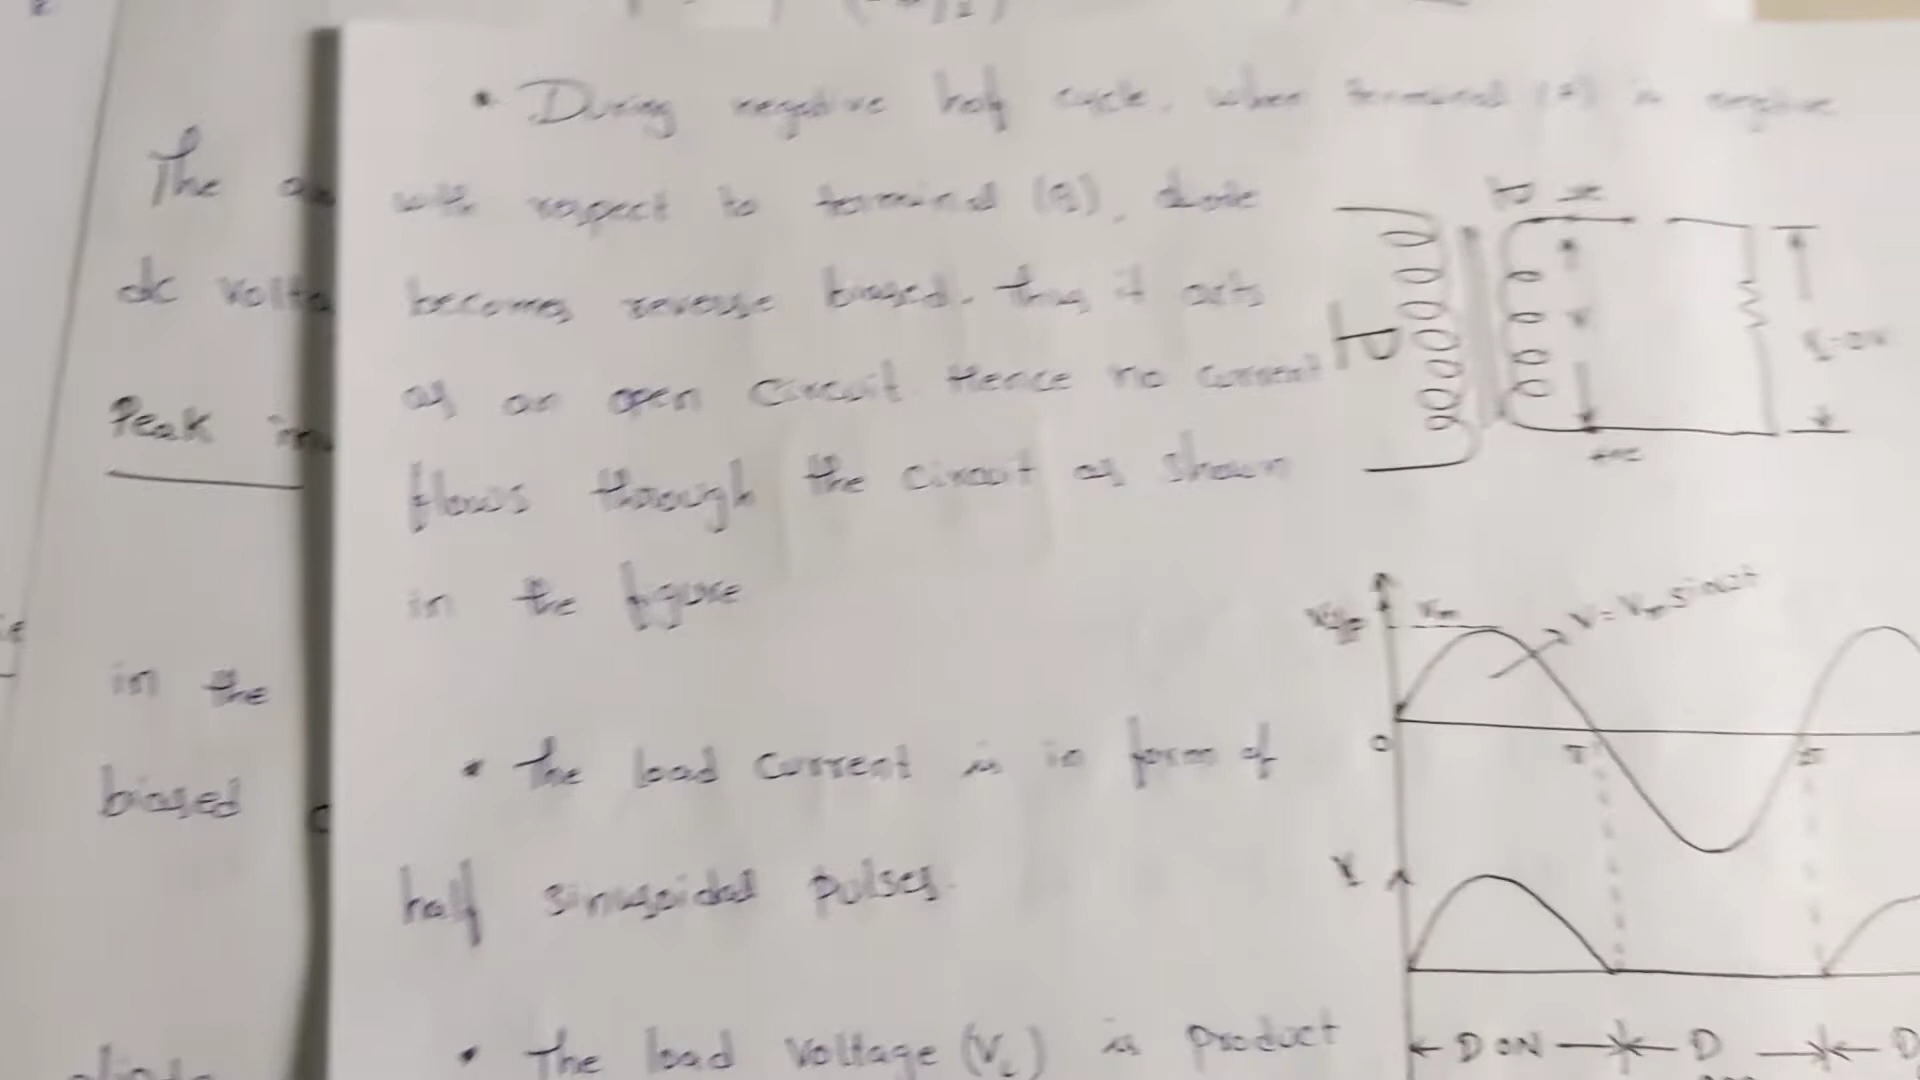 • During negative half cycle, when terminal (A) is negative
with respect to terminal (B), diode
becomes reverse biased. Thus it acts
as an open circuit. Hence no current
flows through the circuit as shown
in the figure
• The load current is in form of
half sinusoidal pulses.
• The load voltage (VL) is product
The
dc
Peak
in the
biased
+ve
Vm
V = Vm sinωt
0
π
2π
D ON
D